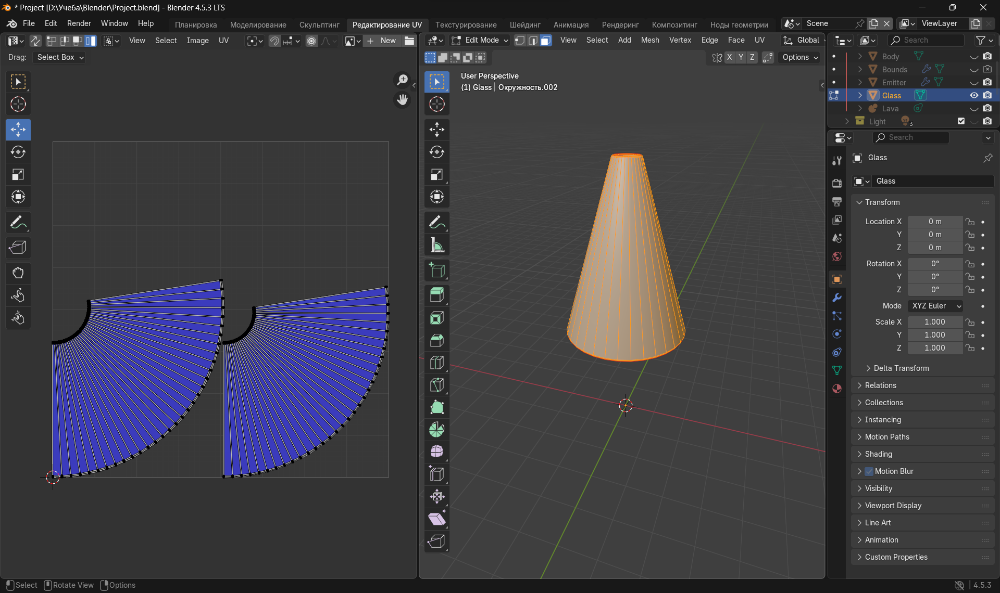 * Project [D:\Учеба\Blender\Project.blend] - Blender 4.5.3 LTS
File Edit Render Window Help Планировка Моделирование Скульптинг Редактирование UV Текстурирование Шейдинг Анимация Рендеринг Композитинг Ноды геометрии Scene ViewLayer
View Select Image UV New Edit Mode View Select Add Mesh Vertex Edge Face UV Global Search
Drag: Select Box X Y Z Options
Body
Bounds
Emitter
Glass
Lava
Light 3
User Perspective
(1) Glass | Окружность.002
Search
Glass
Glass
Transform
Location X 0 m
Y 0 m
Z 0 m
Rotation X 0°
Y 0°
Z 0°
Mode XYZ Euler
Scale X 1.000
Y 1.000
Z 1.000
Delta Transform
Relations
Collections
Instancing
Motion Paths
Shading
Motion Blur
Visibility
Viewport Display
Line Art
Animation
Custom Properties
Select Rotate View Options 4.5.3